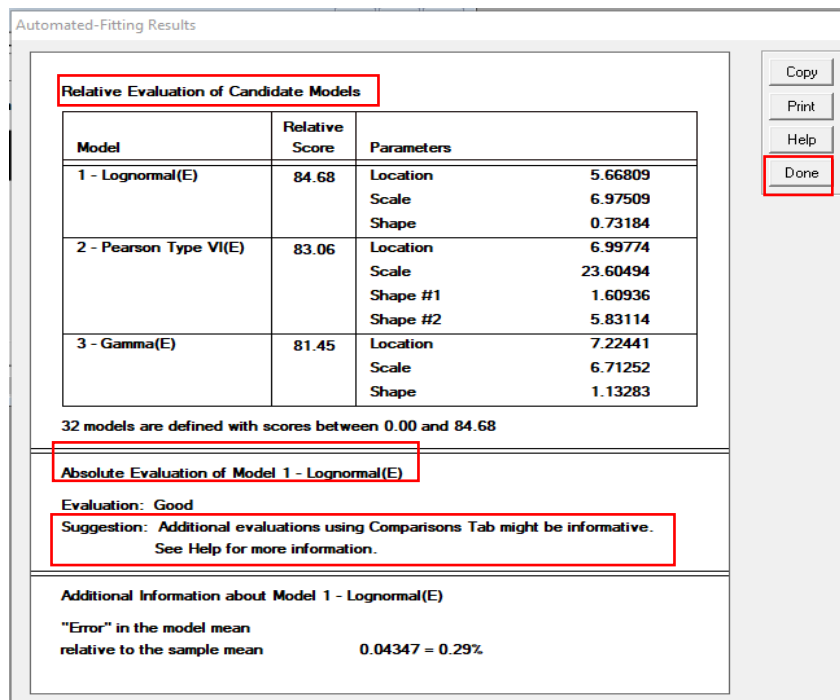 Automated-Fitting Results
Copy
Print
Help
Done
Relative Evaluation of Candidate Models
Model Relative Score Parameters
1 - Lognormal(E) 84.68 Location 5.66809
Scale 6.97509
Shape 0.73184
2 - Pearson Type VI(E) 83.06 Location 6.99774
Scale 23.60494
Shape #1 1.60936
Shape #2 5.83114
3 - Gamma(E) 81.45 Location 7.22441
Scale 6.71252
Shape 1.13283
32 models are defined with scores between 0.00 and 84.68
Absolute Evaluation of Model 1 - Lognormal(E)
Evaluation: Good
Suggestion: Additional evaluations using Comparisons Tab might be informative.
See Help for more information.
Additional Information about Model 1 - Lognormal(E)
"Error" in the model mean
relative to the sample mean 0.04347 = 0.29%